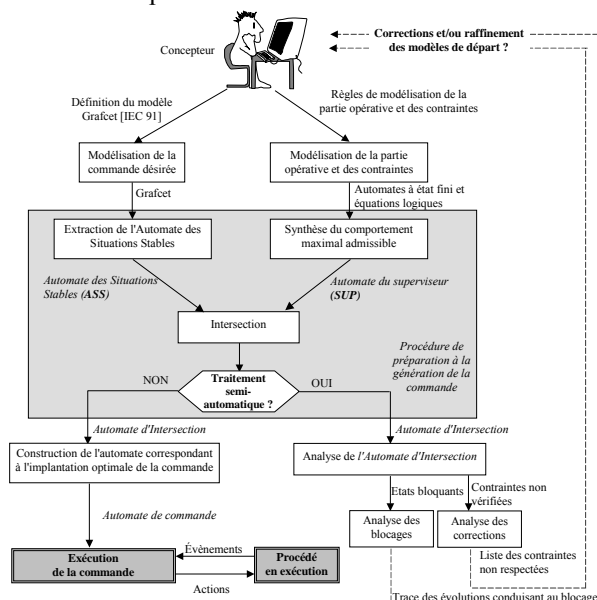 Corrections et/ou raffinement
des modèles de départ ?
Concepteur
Définition du modèle
Grafcet [IEC 91]
Règles de modélisation de la
partie opérative et des contraintes
Modélisation de la
commande désirée
Modélisation de la partie
opérative et des contraintes
Grafcet
Automates à état fini et
équations logiques
Extraction de l'Automate des
Situations Stables
Synthèse du comportement
maximal admissible
Automate des Situations
Stables (ASS)
Automate du superviseur
(SUP)
Intersection
Procédure de
préparation à la
génération de la
commande
NON
Traitement
semi-
automatique ?
OUI
Automate d'Intersection
Automate d'Intersection
Construction de l'automate correspondant
à l'implantation optimale de la commande
Analyse de l'Automate d'Intersection
Etats bloquants
Contraintes non
vérifiées
Automate de commande
Analyse des
blocages
Analyse des
corrections
Évènements
Liste des contraintes
non respectées
Exécution
de la commande
Procédé
en exécution
Actions
Trace des évolutions conduisant au blocage